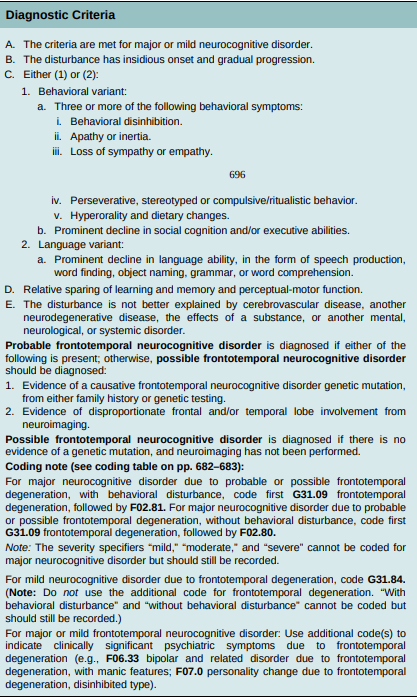 Diagnostic Criteria
A. The criteria are met for major or mild neurocognitive disorder.
B. The disturbance has insidious onset and gradual progression.
C. Either (1) or (2):
1. Behavioral variant:
a. Three or more of the following behavioral symptoms:
i. Behavioral disinhibition.
ii. Apathy or inertia.
iii. Loss of sympathy or empathy.
696
iv. Perseverative, stereotyped or compulsive/ritualistic behavior.
v. Hyperorality and dietary changes.
b. Prominent decline in social cognition and/or executive abilities.
2. Language variant:
a. Prominent decline in language ability, in the form of speech production,
word finding, object naming, grammar, or word comprehension.
D. Relative sparing of learning and memory and perceptual-motor function.
E. The disturbance is not better explained by cerebrovascular disease, another
neurodegenerative disease, the effects of a substance, or another mental,
neurological, or systemic disorder.
Probable frontotemporal neurocognitive disorder is diagnosed if either of the
following is present; otherwise, possible frontotemporal neurocognitive disorder
should be diagnosed:
1. Evidence of a causative frontotemporal neurocognitive disorder genetic mutation,
from either family history or genetic testing.
2. Evidence of disproportionate frontal and/or temporal lobe involvement from
neuroimaging.
Possible frontotemporal neurocognitive disorder is diagnosed if there is no
evidence of a genetic mutation, and neuroimaging has not been performed.
Coding note (see coding table on pp. 682–683):
For major neurocognitive disorder due to probable or possible frontotemporal
degeneration, with behavioral disturbance, code first G31.09 frontotemporal
degeneration, followed by F02.81. For major neurocognitive disorder due to probable
or possible frontotemporal degeneration, without behavioral disturbance, code first
G31.09 frontotemporal degeneration, followed by F02.80.
Note: The severity specifiers “mild,” “moderate,” and “severe” cannot be coded for
major neurocognitive disorder but should still be recorded.
For mild neurocognitive disorder due to frontotemporal degeneration, code G31.84.
(Note: Do not use the additional code for frontotemporal degeneration. “With
behavioral disturbance” and “without behavioral disturbance” cannot be coded but
should still be recorded.)
For major or mild frontotemporal neurocognitive disorder: Use additional code(s) to
indicate clinically significant psychiatric symptoms due to frontotemporal
degeneration (e.g., F06.33 bipolar and related disorder due to frontotemporal
degeneration, with manic features; F07.0 personality change due to frontotemporal
degeneration, disinhibited type).